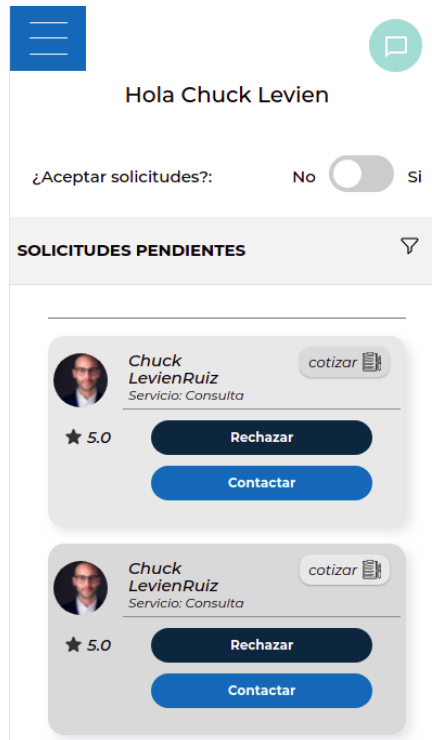 Hola Chuck Levien
¿Aceptar solicitudes?: No Si
SOLICITUDES PENDIENTES
Chuck
LevienRuiz
cotizar
Servicio: Consulta
5.0
Rechazar
Contactar
Chuck
LevienRuiz
cotizar
Servicio: Consulta
5.0
Rechazar
Contactar